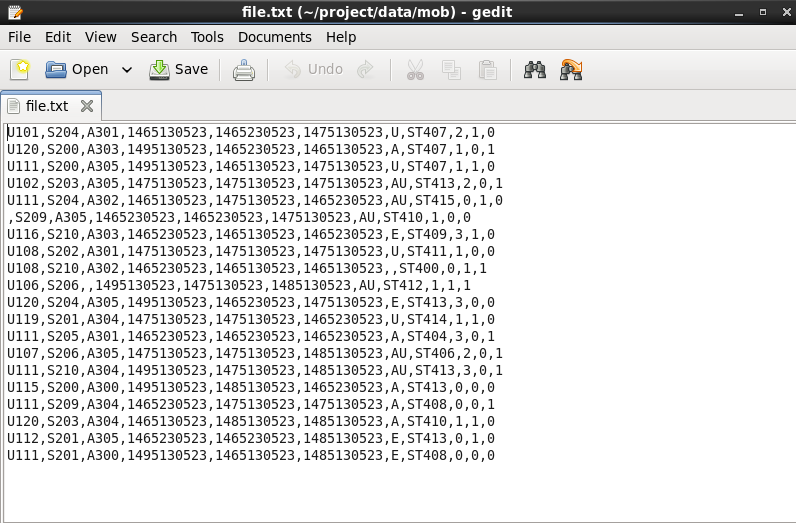 file.txt (~/project/data/mob) - gedit
File Edit View Search Tools Documents Help
Open Save Undo
file.txt
U101,S204,A301,1465130523,1465230523,1475130523,U,ST407,2,1,0
U120,S200,A303,1495130523,1465230523,1465130523,A,ST407,1,0,1
U111,S200,A305,1495130523,1465130523,1465130523,U,ST407,1,1,0
U102,S203,A305,1475130523,1475130523,1475130523,AU,ST413,2,0,1
U111,S204,A302,1465230523,1465130523,1465230523,AU,ST415,0,1,0
,S209,A305,1465230523,1465230523,1475130523,AU,ST410,1,0,0
U116,S210,A303,1465230523,1465130523,1465230523,E,ST409,3,1,0
U108,S202,A301,1475130523,1475130523,1475130523,U,ST411,1,0,0
U108,S210,A302,1465230523,1465130523,1465130523,,ST400,0,1,1
U106,S206,,1495130523,1475130523,1485130523,AU,ST412,1,1,1
U120,S204,A305,1495130523,1465230523,1475130523,E,ST413,3,0,0
U119,S201,A304,1475130523,1475130523,1465230523,U,ST414,1,1,0
U111,S205,A301,1465230523,1465230523,1465230523,A,ST404,3,0,1
U107,S206,A305,1475130523,1475130523,1485130523,AU,ST406,2,0,1
U111,S210,A304,1495130523,1465130523,1485130523,AU,ST413,3,0,1
U115,S200,A300,1495130523,1485130523,1465230523,A,ST413,0,0,0
U111,S209,A304,1465230523,1475130523,1475130523,A,ST408,0,0,1
U120,S203,A304,1465130523,1485130523,1485130523,A,ST410,1,1,0
U112,S201,A305,1465230523,1465230523,1485130523,E,ST413,0,1,0
U111,S201,A300,1495130523,1465130523,1485130523,E,ST408,0,0,0